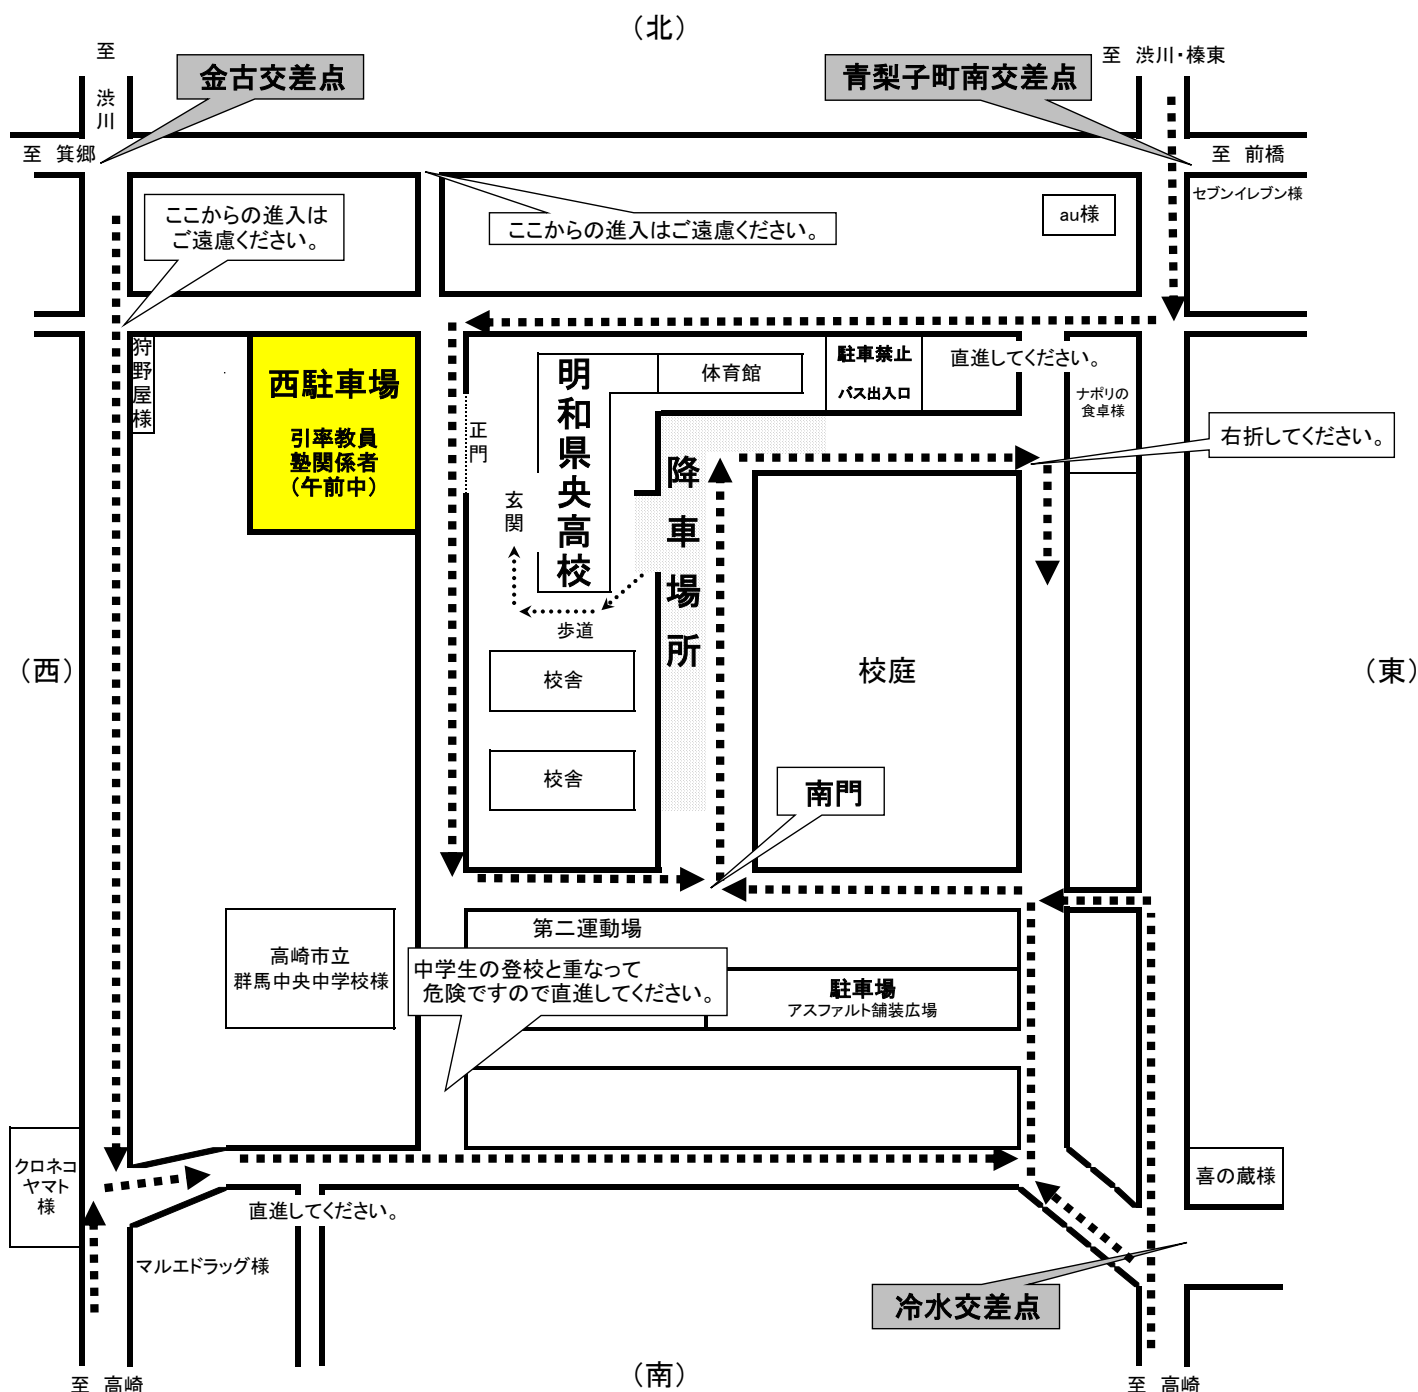 （北）
至
渋
川
金古交差点
青梨子町南交差点
至 渋川・榛東
至 箕郷
至 前橋
セブンイレブン様
ここからの進入は
ご遠慮ください。
ここからの進入はご遠慮ください。
au様
狩
野
屋
様
西駐車場
引率教員
塾関係者
（午前中）
正
門
明
和
県
央
高
校
体育館
駐車禁止
バス出入口
直進してください。
ナポリの
食卓様
右折してください。
玄
関
降
車
場
所
歩道
校舎
校舎
校庭
（西）
（東）
南門
高崎市立
群馬中央中学校様
第二運動場
中学生の登校と重なって
危険ですので直進してください。
駐車場
アスファルト舗装広場
クロネコ
ヤマト
様
喜の蔵様
直進してください。
マルエドラッグ様
冷水交差点
至 高崎
（南）
至 高崎